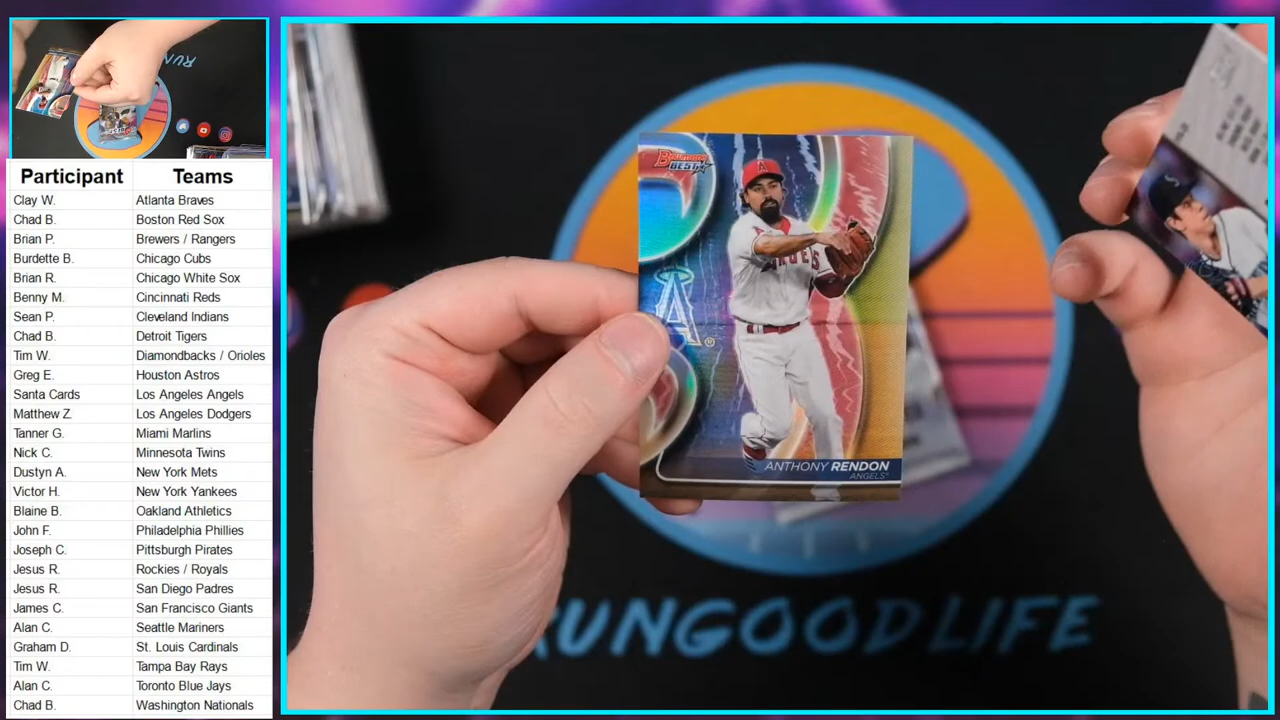 Participant Teams
Clay W. Atlanta Braves
Chad B. Boston Red Sox
Brian P. Brewers / Rangers
Burdette B. Chicago Cubs
Brian R. Chicago White Sox
Benny M. Cincinnati Reds
Sean P. Cleveland Indians
Chad B. Detroit Tigers
Tim W. Diamondbacks / Orioles
Greg E. Houston Astros
Santa Cards Los Angeles Angels
Matthew Z. Los Angeles Dodgers
Tanner G. Miami Marlins
Nick C. Minnesota Twins
Dustyn A. New York Mets
Victor H. New York Yankees
Blaine B. Oakland Athletics
John F. Philadelphia Phillies
Joseph C. Pittsburgh Pirates
Jesus R. Rockies / Royals
Jesus R. San Diego Padres
James C. San Francisco Giants
Alan C. Seattle Mariners
Graham D. St. Louis Cardinals
Tim W. Tampa Bay Rays
Alan C. Toronto Blue Jays
Chad B. Washington Nationals
BOWMAN'S
BEST
A
ANGELS
A®
ANTHONY RENDON
ANGELS®
RUNGOODLIFE